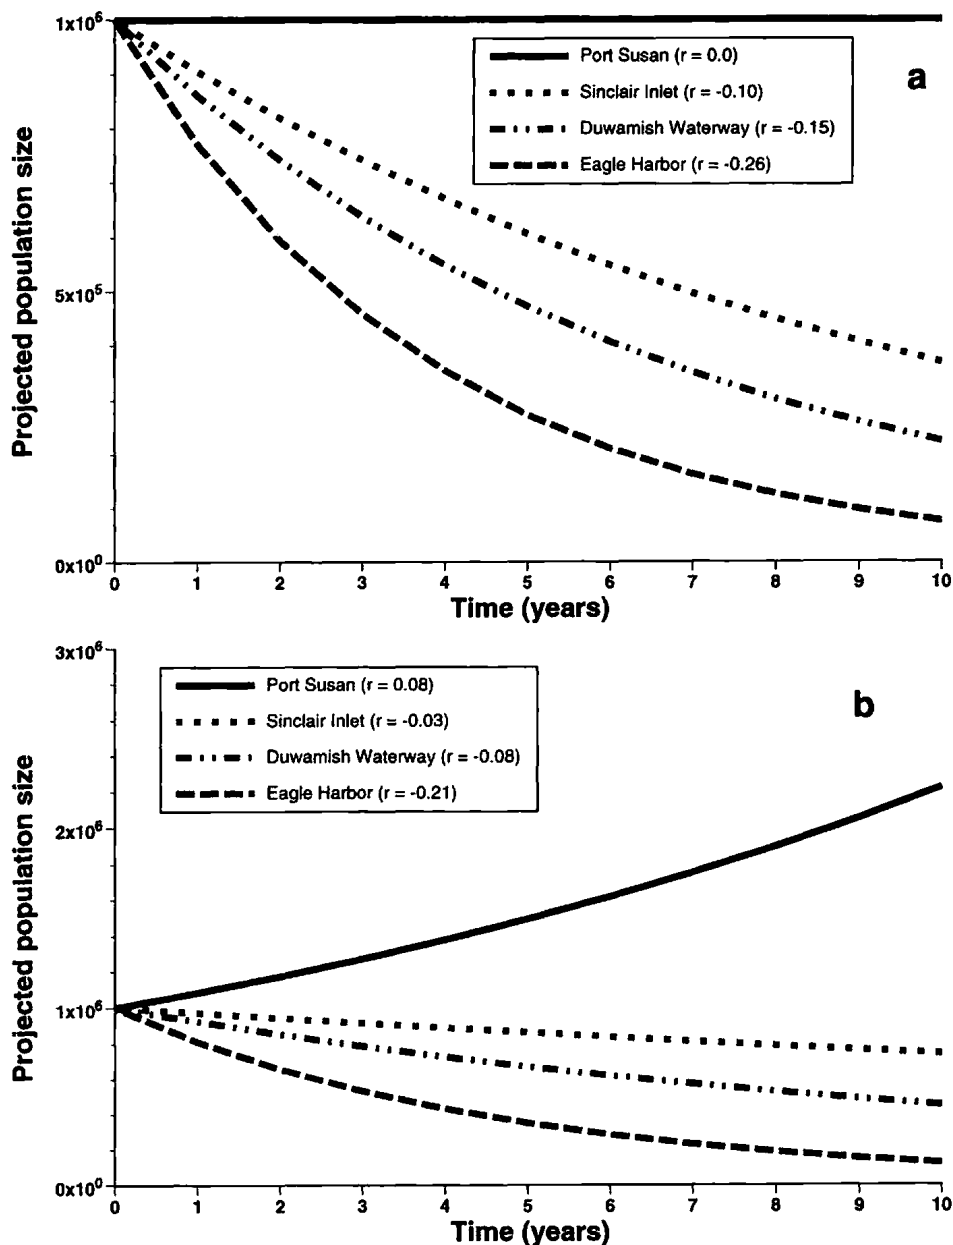 1x10⁶
5x10⁵
0x10⁰
Projected population size
Port Susan (r = 0.0)
Sinclair Inlet (r = -0.10)
Duwamish Waterway (r = -0.15)
Eagle Harbor (r = -0.26)
a
0 1 2 3 4 5 6 7 8 9 10
Time (years)
3x10⁶
2x10⁶
1x10⁶
0x10⁰
Projected population size
Port Susan (r = 0.08)
Sinclair Inlet (r = -0.03)
Duwamish Waterway (r = -0.08)
Eagle Harbor (r = -0.21)
b
0 1 2 3 4 5 6 7 8 9 10
Time (years)